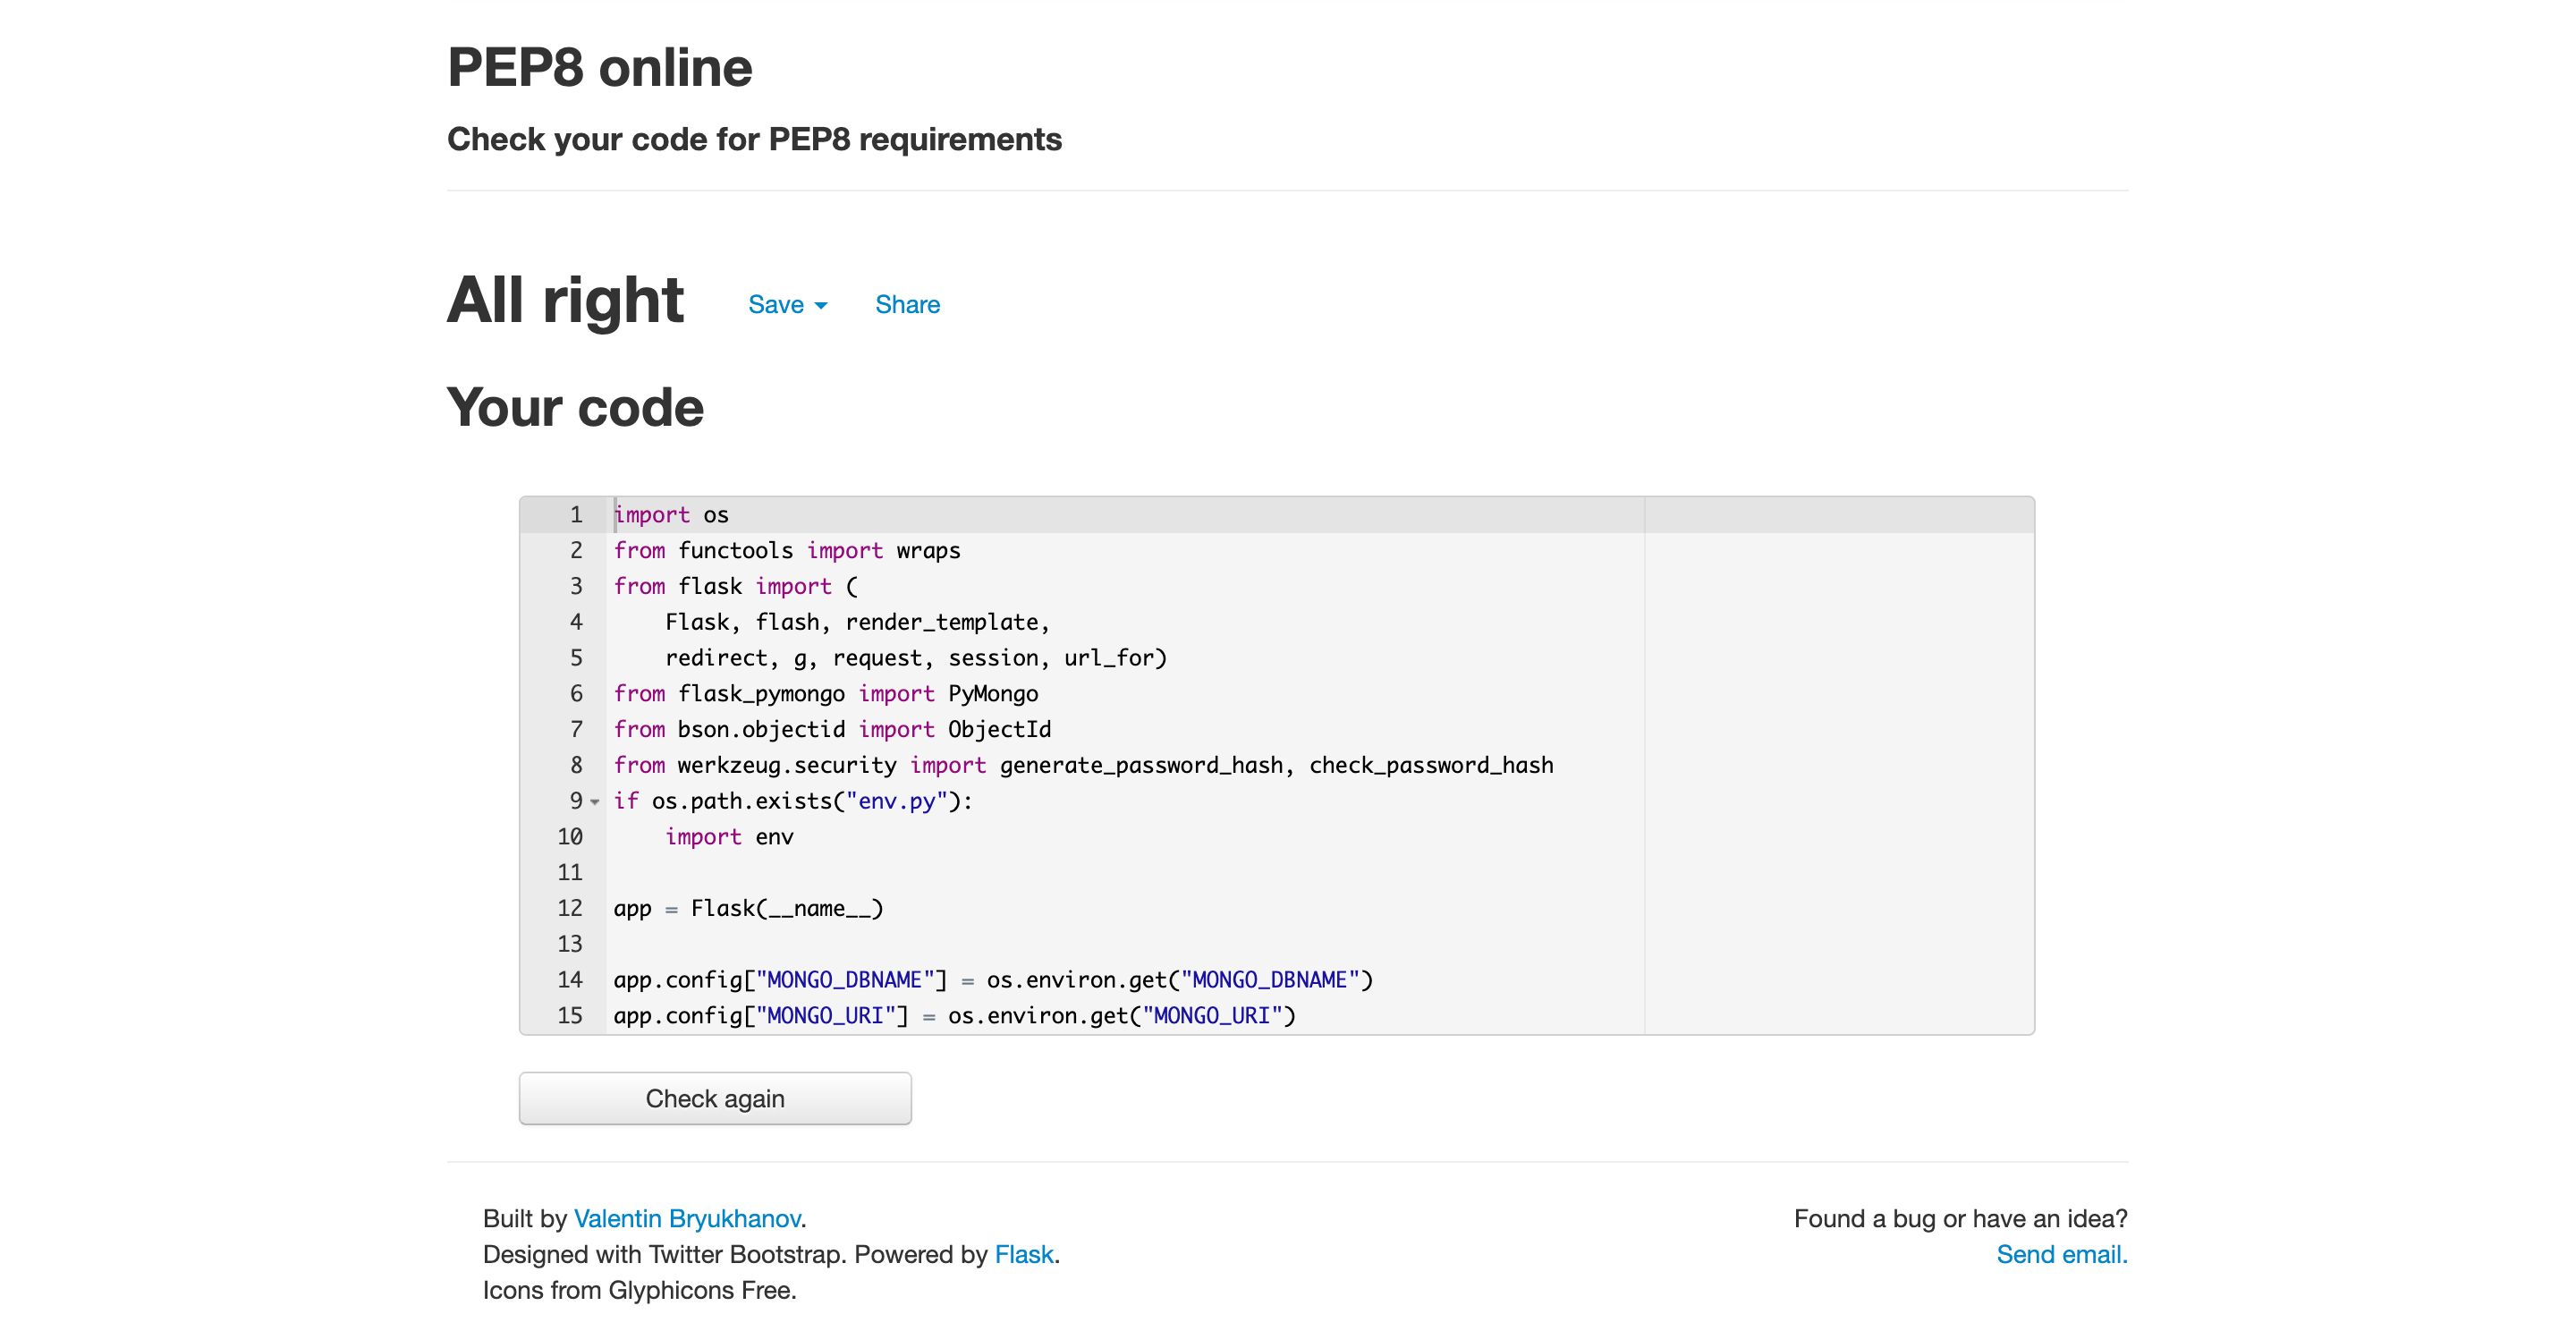 PEP8 online
Check your code for PEP8 requirements
All right Save Share
Your code
1 import os
2 from functools import wraps
3 from flask import (
4     Flask, flash, render_template,
5     redirect, g, request, session, url_for)
6 from flask_pymongo import PyMongo
7 from bson.objectid import ObjectId
8 from werkzeug.security import generate_password_hash, check_password_hash
9 if os.path.exists("env.py"):
10     import env
11
12 app = Flask(__name__)
13
14 app.config["MONGO_DBNAME"] = os.environ.get("MONGO_DBNAME")
15 app.config["MONGO_URI"] = os.environ.get("MONGO_URI")
Check again
Built by Valentin Bryukhanov.
Designed with Twitter Bootstrap. Powered by Flask.
Icons from Glyphicons Free.
Found a bug or have an idea?
Send email.